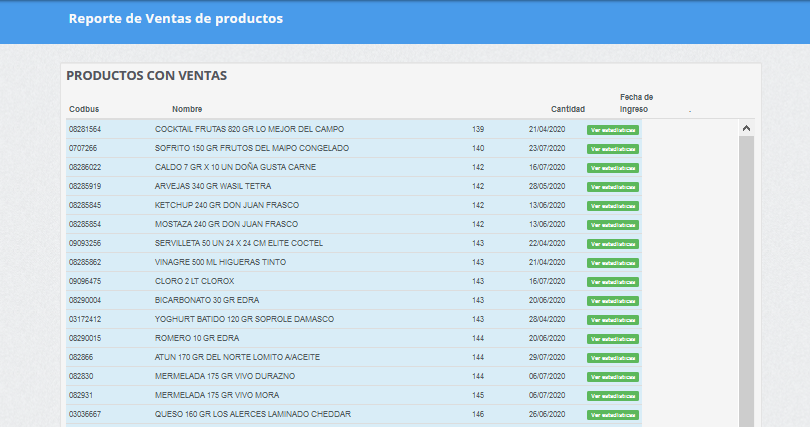 Reporte de Ventas de productos
PRODUCTOS CON VENTAS
Codbus Nombre Cantidad Fecha de Ingreso .
08281564 COCKTAIL FRUTAS 820 GR LO MEJOR DEL CAMPO 139 21/04/2020 Ver estadísticas
0707266 SOFRITO 150 GR FRUTOS DEL MAIPO CONGELADO 140 23/07/2020 Ver estadísticas
08286022 CALDO 7 GR X 10 UN DOÑA GUSTA CARNE 142 16/07/2020 Ver estadísticas
08285919 ARVEJAS 340 GR WASIL TETRA 142 28/05/2020 Ver estadísticas
08285845 KETCHUP 240 GR DON JUAN FRASCO 142 13/06/2020 Ver estadísticas
08285854 MOSTAZA 240 GR DON JUAN FRASCO 142 13/06/2020 Ver estadísticas
09093256 SERVILLETA 50 UN 24 X 24 CM ELITE COCTEL 143 22/04/2020 Ver estadísticas
08285862 VINAGRE 500 ML HIGUERAS TINTO 143 21/04/2020 Ver estadísticas
09096475 CLORO 2 LT CLOROX 143 16/07/2020 Ver estadísticas
08290004 BICARBONATO 30 GR EDRA 143 20/06/2020 Ver estadísticas
03172412 YOGHURT BATIDO 120 GR SOPROLE DAMASCO 143 28/04/2020 Ver estadísticas
08290015 ROMERO 10 GR EDRA 144 20/06/2020 Ver estadísticas
082866 ATUN 170 GR DEL NORTE LOMITO A/ACEITE 144 29/07/2020 Ver estadísticas
082830 MERMELADA 175 GR VIVO DURAZNO 144 06/07/2020 Ver estadísticas
082931 MERMELADA 175 GR VIVO MORA 145 06/07/2020 Ver estadísticas
03036667 QUESO 160 GR LOS ALERCES LAMINADO CHEDDAR 146 26/06/2020 Ver estadísticas